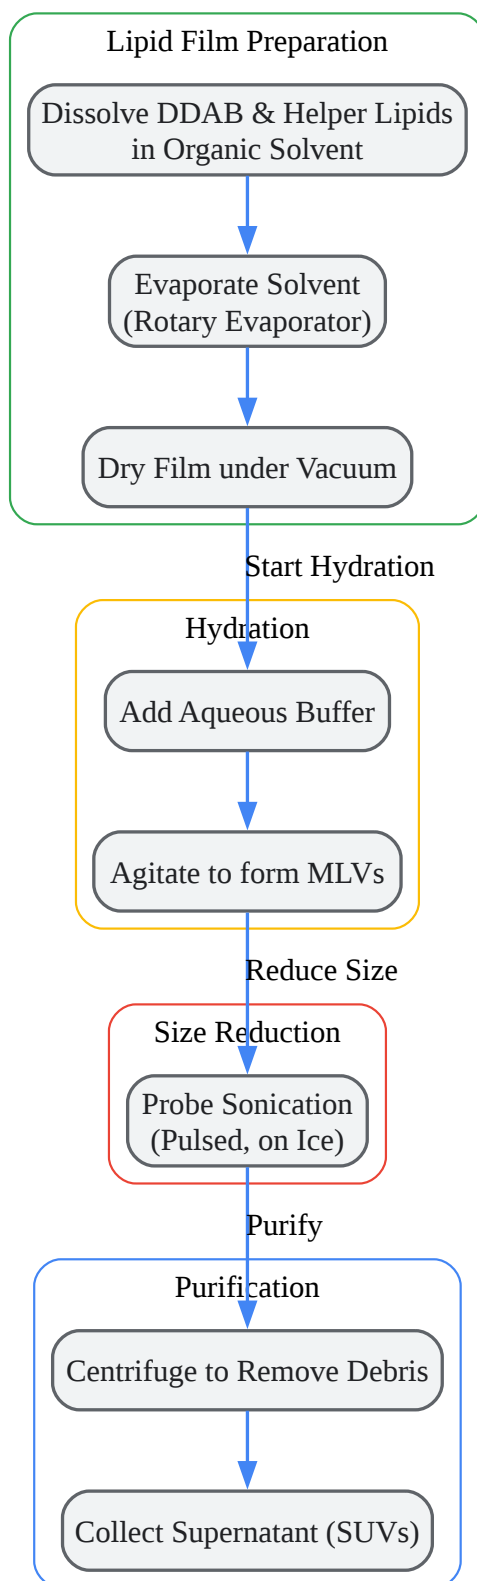 Lipid Film Preparation
Dissolve DDAB & Helper Lipids
in Organic Solvent
Evaporate Solvent
(Rotary Evaporator)
Dry Film under Vacuum
Start Hydration
Hydration
Add Aqueous Buffer
Agitate to form MLVs
Reduce Size
Size Reduction
Probe Sonication
(Pulsed, on Ice)
Purify
Purification
Centrifuge to Remove Debris
Collect Supernatant (SUVs)